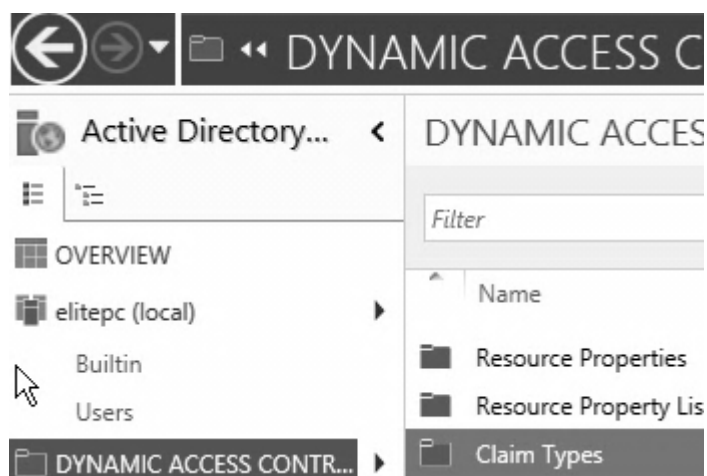 DYNAMIC ACCESS C
Active Directory...
OVERVIEW
elitepc (local)
Builtin
Users
DYNAMIC ACCESS CONTR...
DYNAMIC ACCES
Filter
Name
Resource Properties
Resource Property Lis
Claim Types